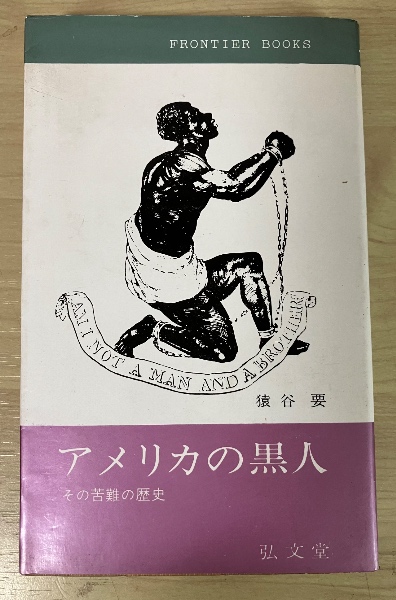 FRONTIER BOOKS
AM I NOT A MAN AND A BROTHER?
猿谷 要
アメリカの黒人
その苦難の歴史
弘文堂